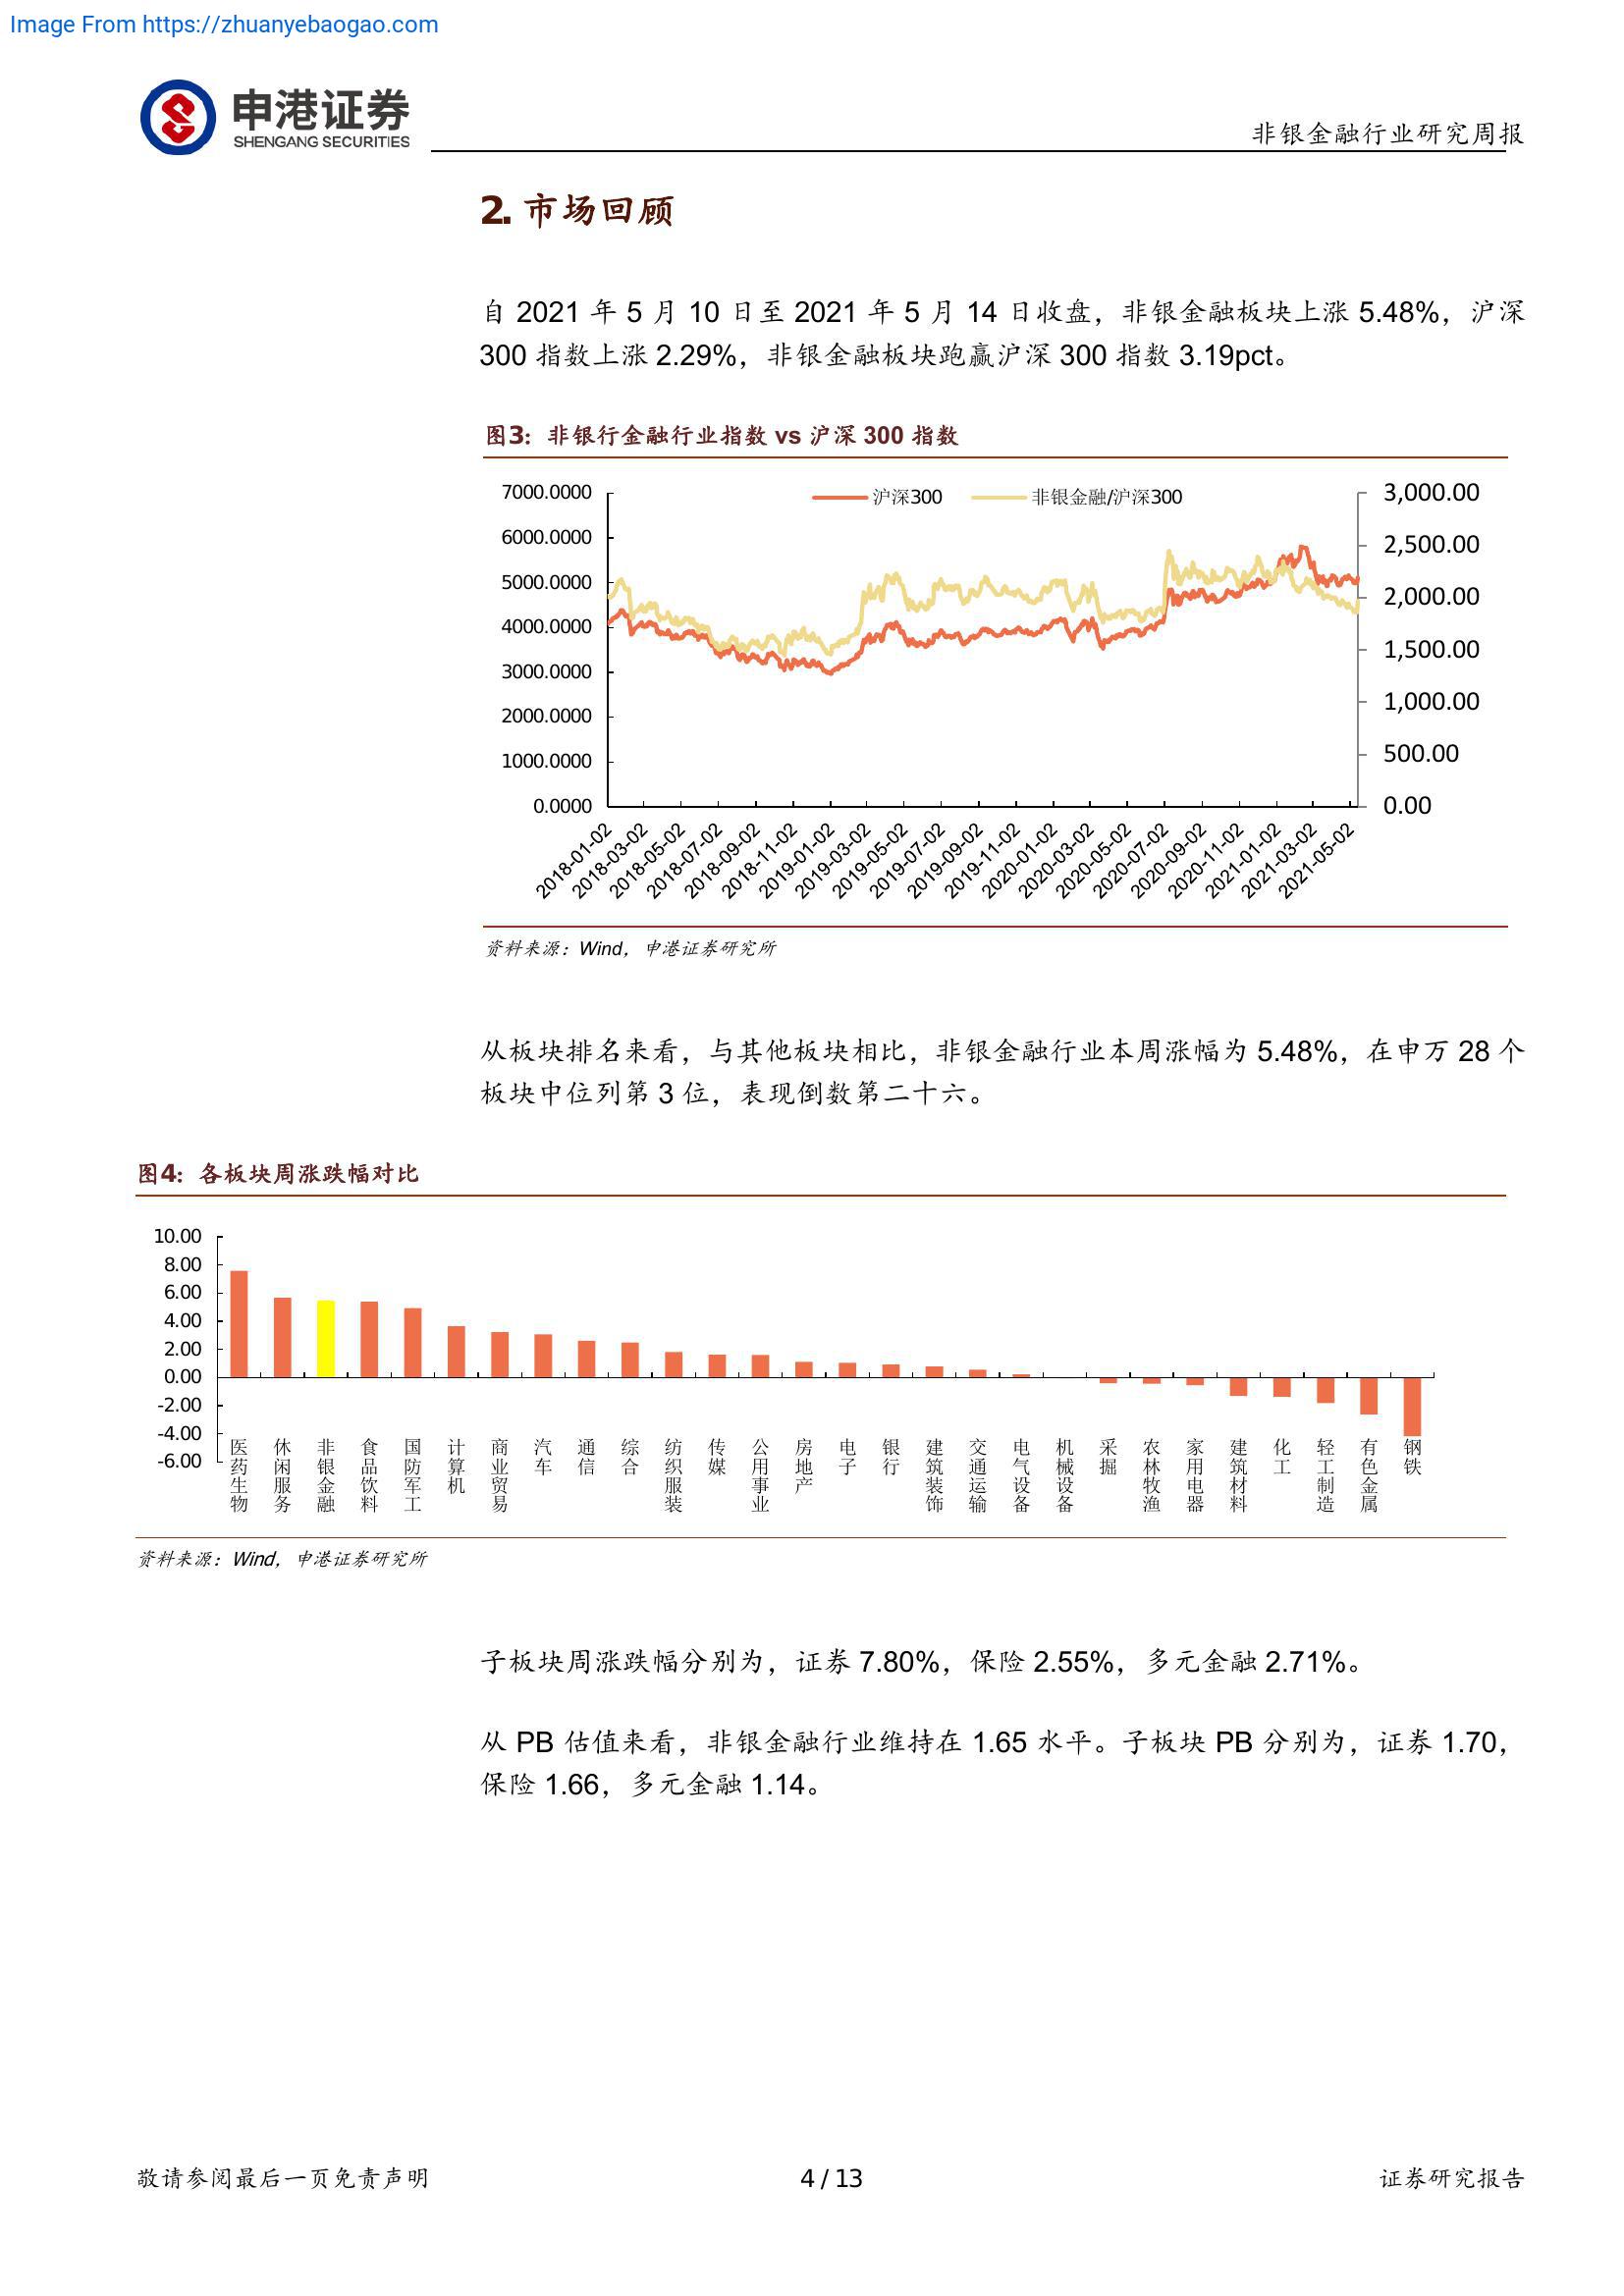 Image From https://zhuanyebaogao.com
申港证券
SHENGANG SECURITIES
非银金融行业研究周报
2. 市场回顾
自 2021 年 5 月 10 日至 2021 年 5 月 14 日收盘，非银金融板块上涨 5.48%，沪深
300 指数上涨 2.29%，非银金融板块跑赢沪深 300 指数 3.19pct。
图3: 非银行金融行业指数 vs 沪深 300 指数
沪深300 非银金融/沪深300
7000.0000
6000.0000
5000.0000
4000.0000
3000.0000
2000.0000
1000.0000
0.0000
3,000.00
2,500.00
2,000.00
1,500.00
1,000.00
500.00
0.00
2018-01-02
2018-03-02
2018-05-02
2018-07-02
2018-09-02
2018-11-02
2019-01-02
2019-03-02
2019-05-02
2019-07-02
2019-09-02
2019-11-02
2020-01-02
2020-03-02
2020-05-02
2020-07-02
2020-09-02
2020-11-02
2021-01-02
2021-03-02
2021-05-02
资料来源：Wind，申港证券研究所
从板块排名来看，与其他板块相比，非银金融行业本周涨幅为 5.48%，在申万 28 个
板块中位列第 3 位，表现倒数第二十六。
图4: 各板块周涨跌幅对比
10.00
8.00
6.00
4.00
2.00
0.00
-2.00
-4.00
-6.00
医药生物
休闲服务
非银金融
食品饮料
国防军工
计算机
商业贸易
汽车
通信
综合
纺织服装
传媒
公用事业
房地产
电子
银行
建筑装饰
交通运输
电气设备
机械设备
采掘
农林牧渔
家用电器
建筑材料
化工
轻工制造
有色金属
钢铁
资料来源：Wind，申港证券研究所
子板块周涨跌幅分别为，证券 7.80%，保险 2.55%，多元金融 2.71%。
从 PB 估值来看，非银金融行业维持在 1.65 水平。子板块 PB 分别为，证券 1.70，
保险 1.66，多元金融 1.14。
敬请参阅最后一页免责声明
4 / 13
证券研究报告